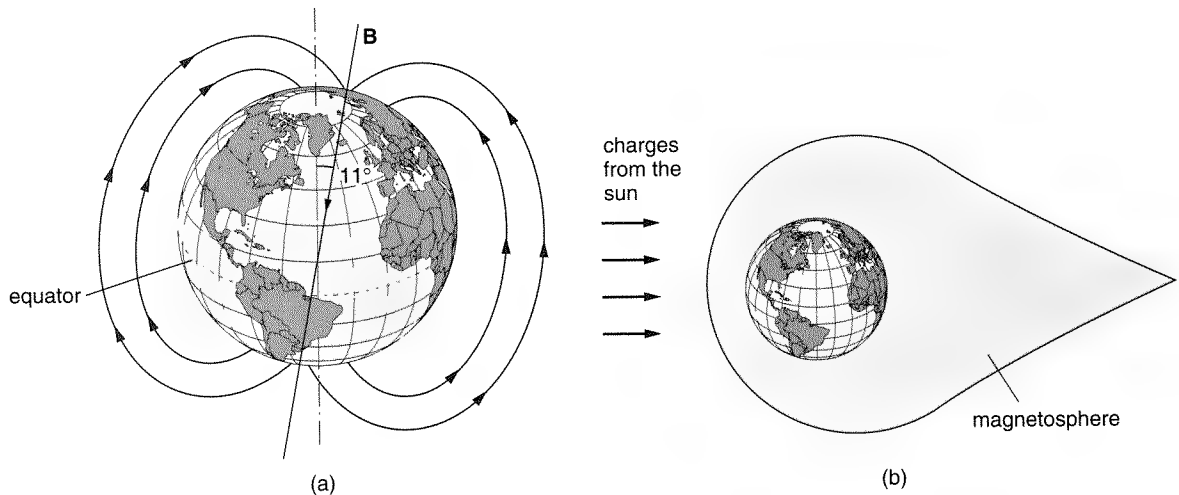 B
11°
equator
(a)
charges
from the
sun
magnetosphere
(b)